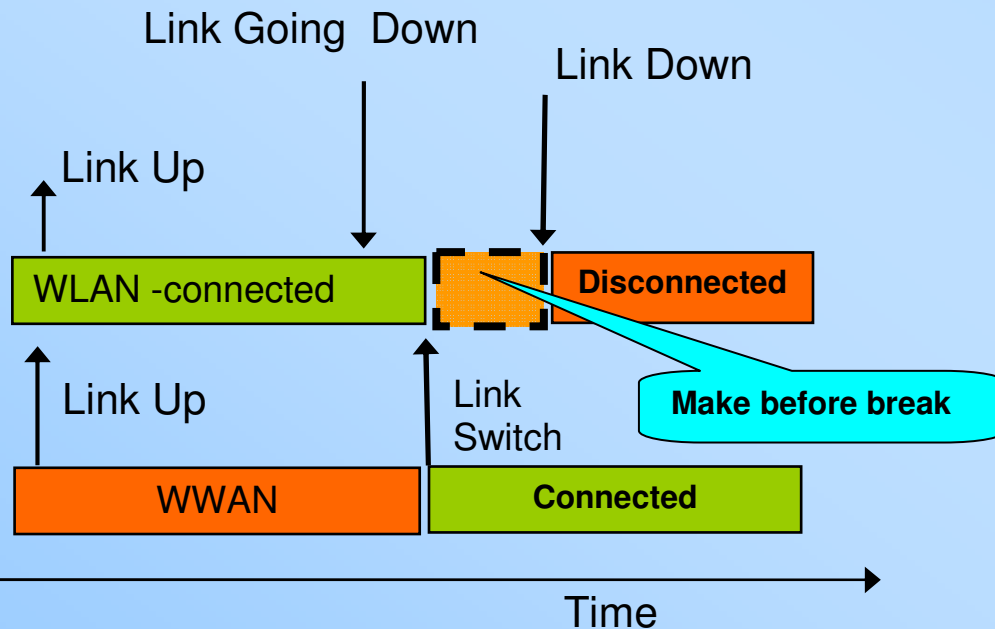 Link Going Down
Link Down
Link Up
WLAN -connected
Disconnected
Make before break
Link Up
Link
Switch
WWAN
Connected
Time